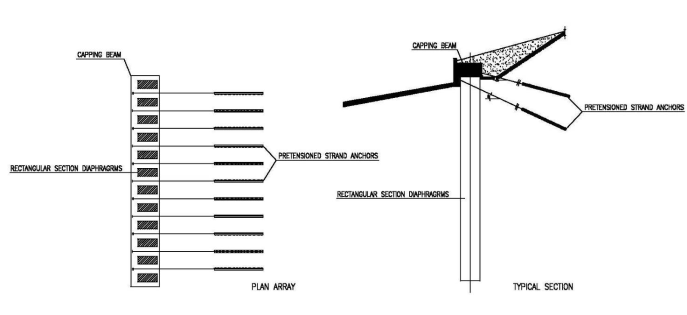 CAPPING BEAM
RECTANGULAR SECTION DIAPHRAGRMS
PRETENSIONED STRAND ANCHORS
PLAN ARRAY
CAPPING BEAM
PRETENSIONED STRAND ANCHORS
RECTANGULAR SECTION DIAPHRAGRMS
TYPICAL SECTION